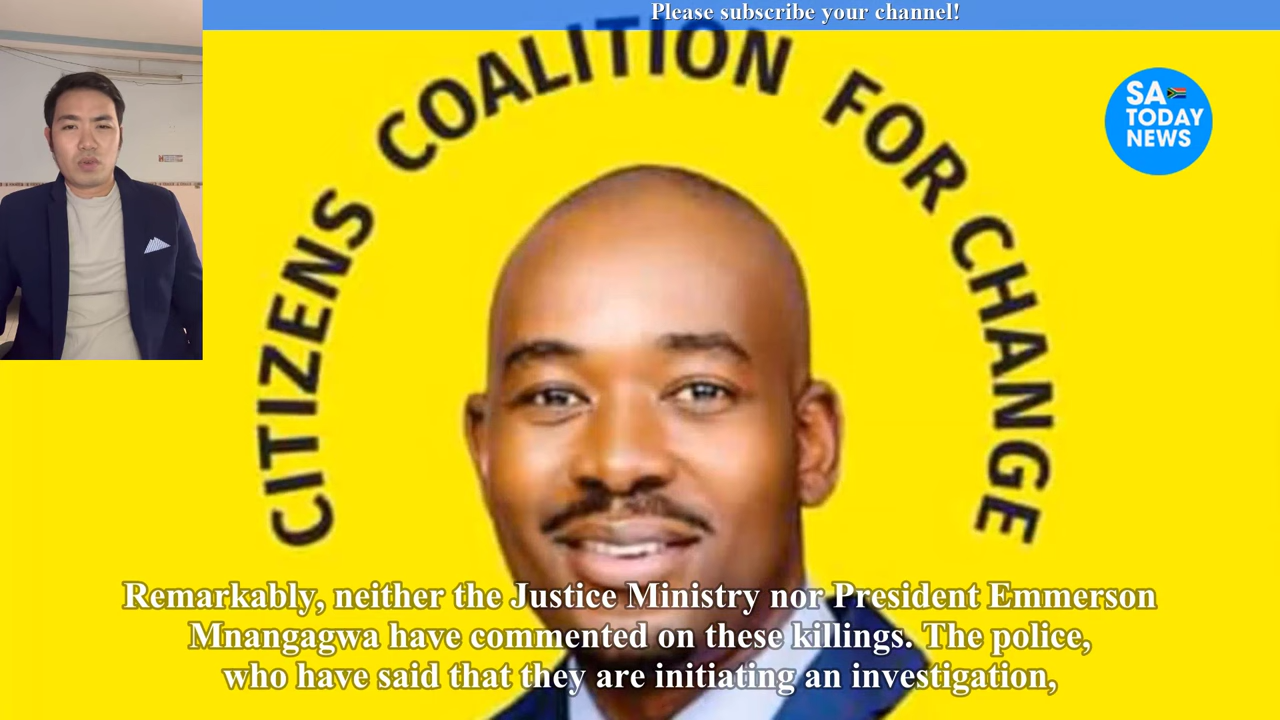 Please subscribe your channel!
CITIZENS COALITION FOR CHANGE
SA
TODAY
NEWS
Remarkably, neither the Justice Ministry nor President Emmerson
Mnangagwa have commented on these killings. The police,
who have said that they are initiating an investigation,